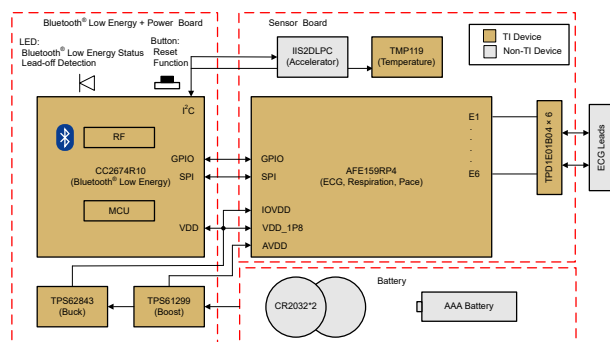 Bluetooth® Low Energy + Power Board
Sensor Board
LED:
Bluetooth® Low Energy Status
Lead-off Detection
Button:
Reset
Function
IIS2DLPC
(Accelerator)
TMP119
(Temperature)
TI Device
Non-TI Device
I²C
RF
CC2674R10
(Bluetooth® Low Energy)
MCU
GPIO
SPI
VDD
GPIO
SPI
IOVDD
VDD_1P8
AVDD
AFE159RP4
(ECG, Respiration, Pace)
E1
.
.
.
.
E6
TPD1E01B04 × 6
ECG Leads
TPS62843
(Buck)
TPS61299
(Boost)
Battery
CR2032*2
AAA Battery